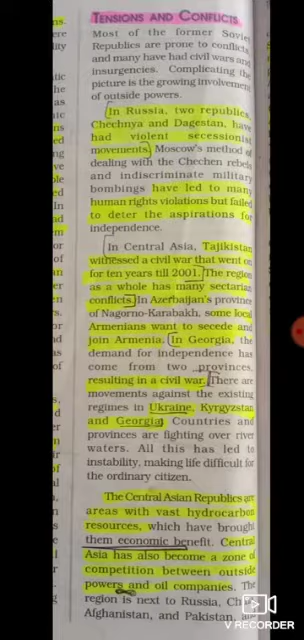 TENSIONS AND CONFLICTS
Most of the former Soviet
Republics are prone to conflicts,
and many have had civil wars and
insurgencies. Complicating the
picture is the growing involvement
of outside powers.
In Russia, two republics,
Chechnya and Dagestan, have
had violent secessionist
movements. Moscow's method of
dealing with the Chechen rebels
and indiscriminate military
bombings have led to many
human rights violations but failed
to deter the aspirations for
independence.
In Central Asia, Tajikistan
witnessed a civil war that went on
for ten years till 2001. The region
as a whole has many sectarian
conflicts. In Azerbaijan's province
of Nagorno-Karabakh, some local
Armenians want to secede and
join Armenia. In Georgia, the
demand for independence has
come from two provinces,
resulting in a civil war. There are
movements against the existing
regimes in Ukraine, Kyrgyzstan
and Georgia. Countries and
provinces are fighting over river
waters. All this has led to
instability, making life difficult for
the ordinary citizen.
The Central Asian Republics are
areas with vast hydrocarbon
resources, which have brought
them economic benefit. Central
Asia has also become a zone of
competition between outside
powers and oil companies. The
region is next to Russia,
Afghanistan, and Pakistan,
V RECORDER